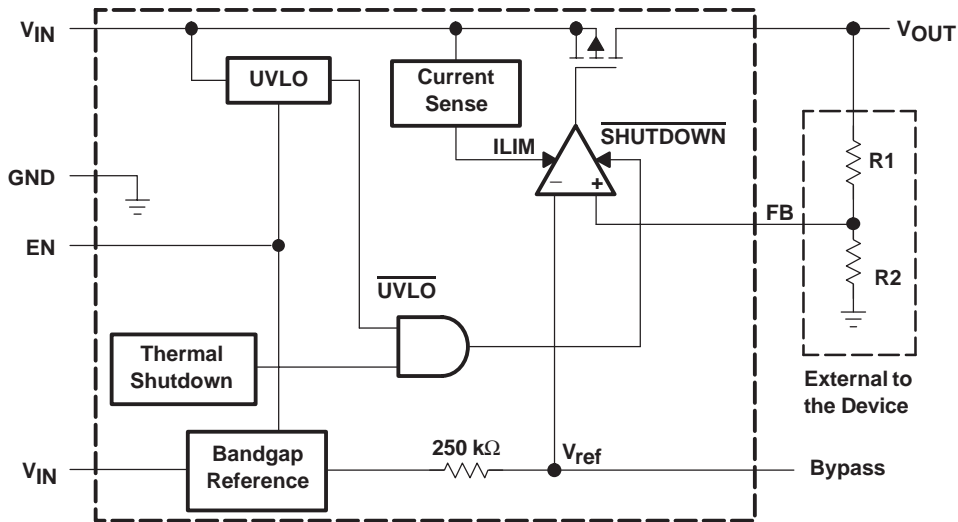 VIN
VOUT
UVLO
Current
Sense
SHUTDOWN
ILIM
R1
GND
− +
FB
EN
R2
UVLO
Thermal
Shutdown
External to
the Device
250 kΩ
Vref
VIN
Bandgap
Reference
Bypass